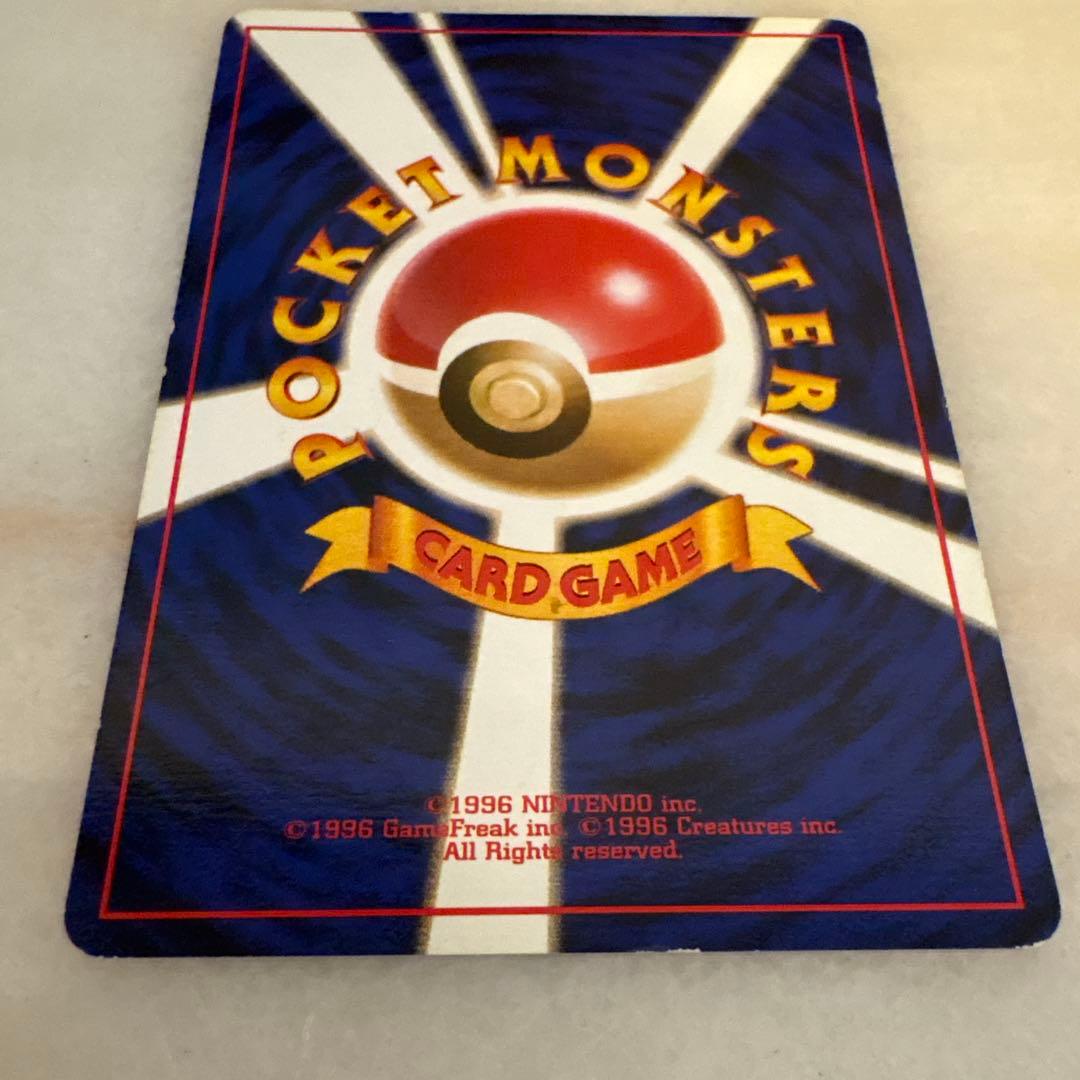 POCKET MONSTERS
CARD GAME
©1996 NINTENDO inc.
©1996 GameFreak inc. ©1996 Creatures inc.
All Rights reserved.